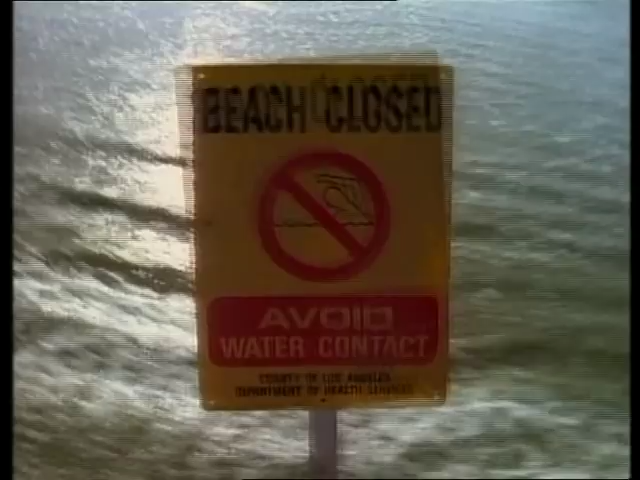 BEACH CLOSED
AVOID
WATER CONTACT
COUNTY OF LOS ANGELES
DEPARTMENT OF HEALTH SERVICES